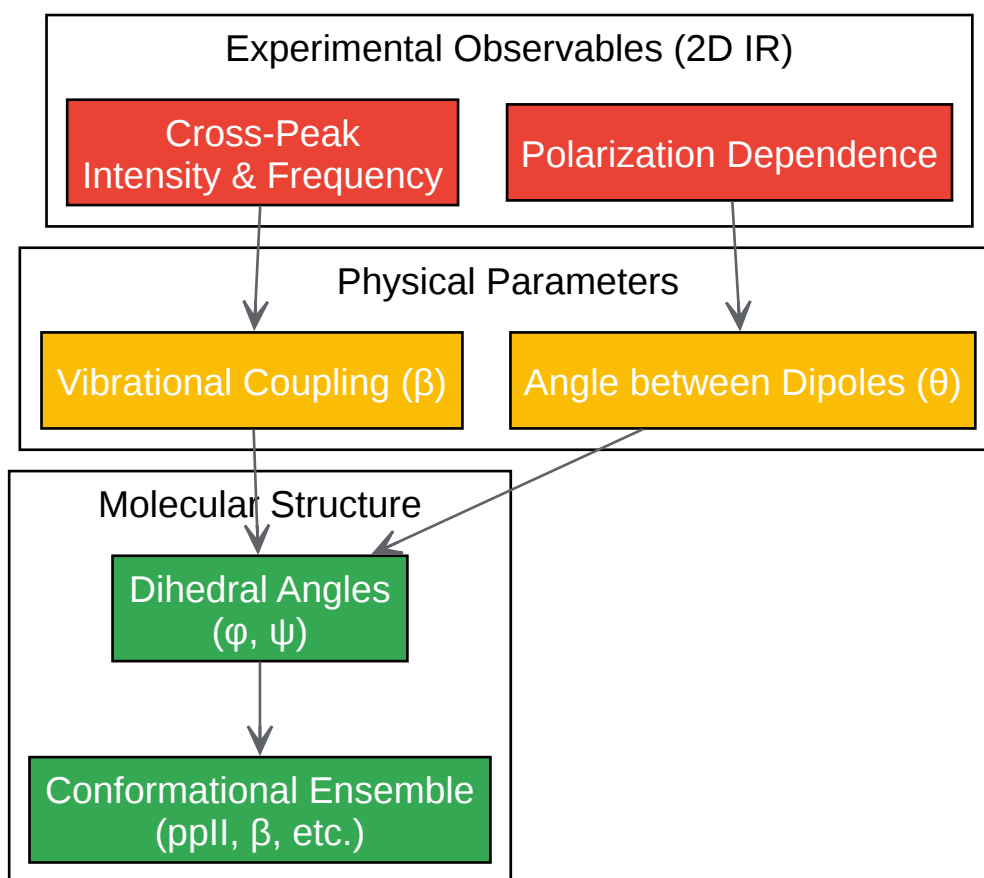 Experimental Observables (2D IR)
Cross-Peak
Intensity & Frequency
Polarization Dependence
Physical Parameters
Vibrational Coupling (β)
Angle between Dipoles (θ)
Molecular Structure
Dihedral Angles
(φ, ψ)
Conformational Ensemble
(ppII, β, etc.)